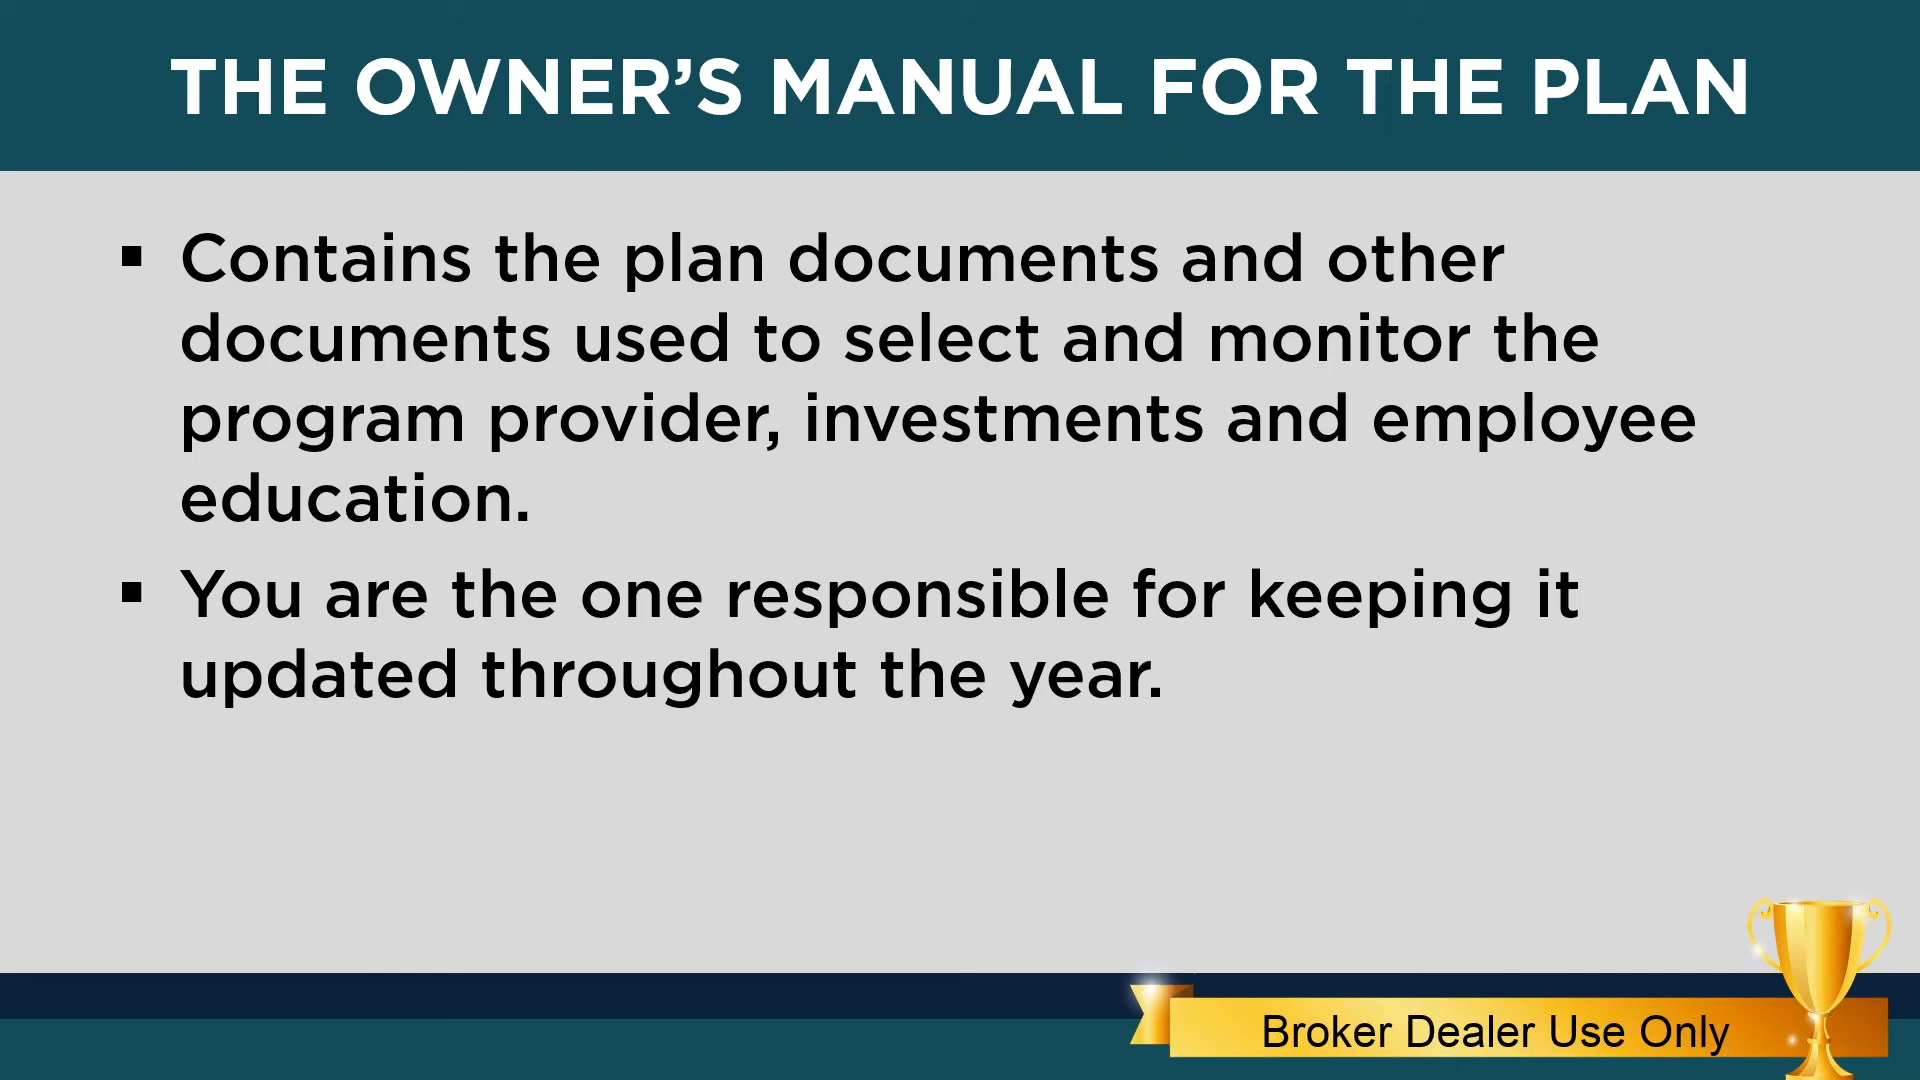 THE OWNER’S MANUAL FOR THE PLAN
▪ Contains the plan documents and other
documents used to select and monitor the
program provider, investments and employee
education.
▪ You are the one responsible for keeping it
updated throughout the year.
Broker Dealer Use Only